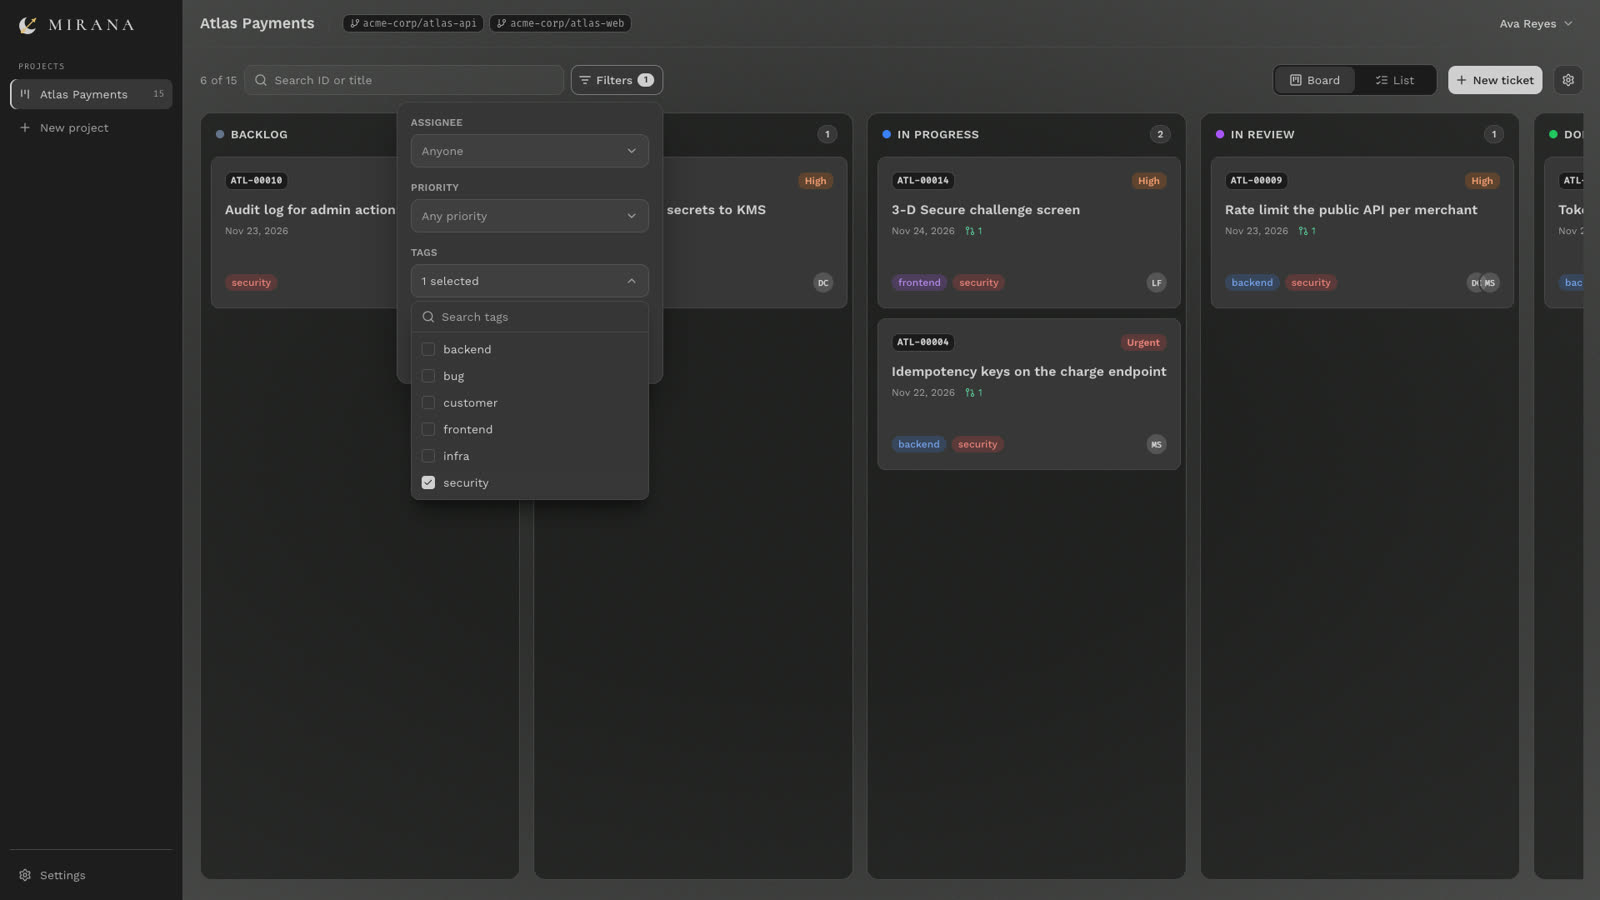 MIRANA
PROJECTS
Atlas Payments 15
New project
Settings
Atlas Payments
acme-corp/atlas-api
acme-corp/atlas-web
Ava Reyes
6 of 15
Search ID or title
Filters 1
Board
List
New ticket
ASSIGNEE
Anyone
PRIORITY
Any priority
TAGS
1 selected
Search tags
backend
bug
customer
frontend
infra
security
BACKLOG
ATL-00010
Audit log for admin action
Nov 23, 2026
security
1
High
secrets to KMS
DC
IN PROGRESS 2
ATL-00014 High
3-D Secure challenge screen
Nov 24, 2026 1
frontend security LF
ATL-00004 Urgent
Idempotency keys on the charge endpoint
Nov 22, 2026 1
backend security MS
IN REVIEW 1
ATL-00009 High
Rate limit the public API per merchant
Nov 23, 2026 1
backend security MS